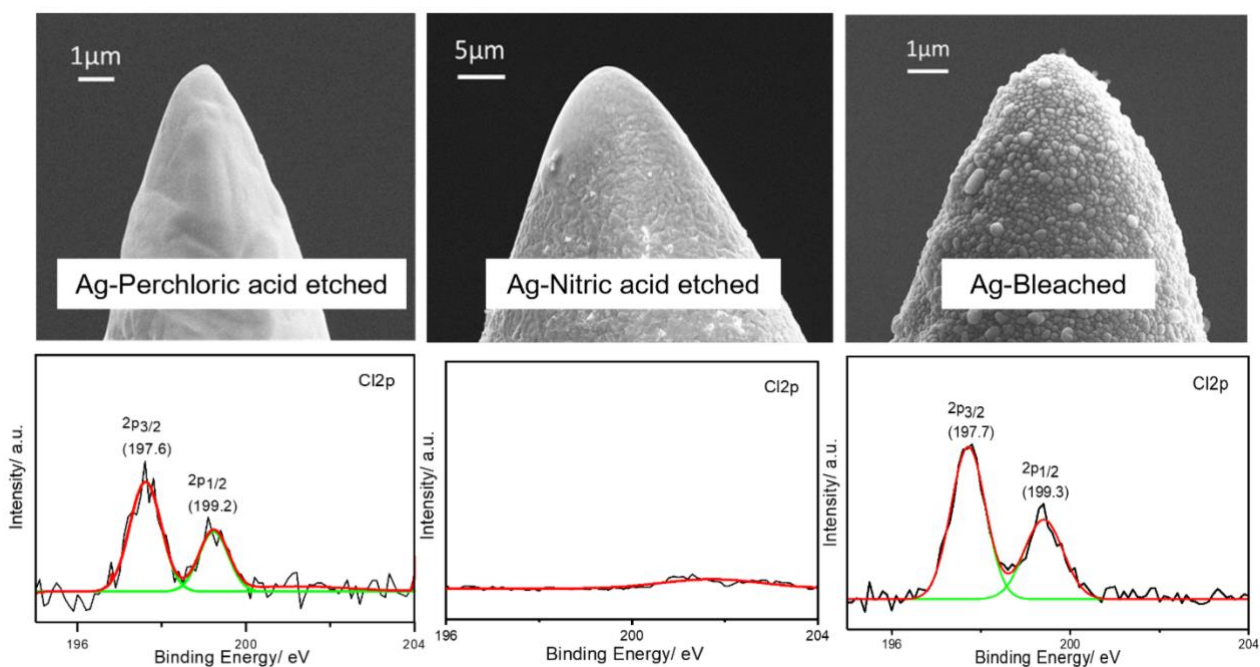 1μm
Ag-Perchloric acid etched
5μm
Ag-Nitric acid etched
1μm
Ag-Bleached
Cl2p
2p3/2
(197.6)
2p1/2
(199.2)
Intensity/ a.u.
196 200 204
Binding Energy/ eV
Cl2p
Intensity/ a.u.
196 200 204
Binding Energy/ eV
Cl2p
2p3/2
(197.7)
2p1/2
(199.3)
Intensity/ a.u.
196 200 204
Binding Energy/ eV